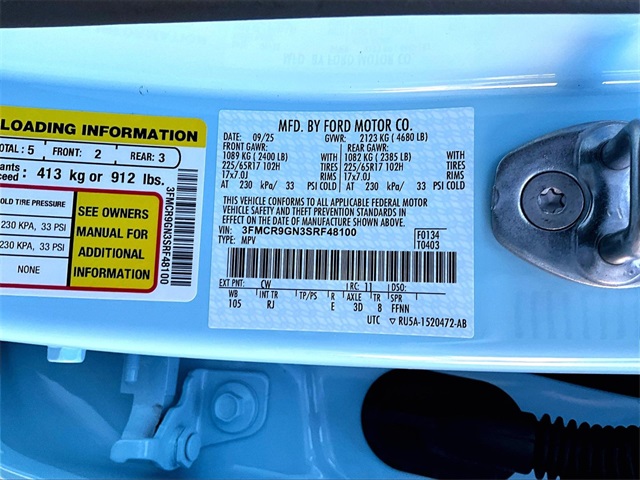 LOADING INFORMATION
TOTAL: 5 FRONT: 2 REAR: 3
413 kg or 912 lbs.
COLD TIRE PRESSURE
230 KPA, 33 PSI
230 KPA, 33 PSI
NONE
SEE OWNERS
MANUAL FOR
ADDITIONAL
INFORMATION
3FMCR9GN3SRF48100
MFD. BY FORD MOTOR CO.
DATE: 09/25 GVWR: 2123 KG ( 4680 LB)
FRONT GAWR: REAR GAWR:
1089 KG ( 2400 LB) WITH 1082 KG ( 2385 LB) WITH
225/65R17 102H TIRES 225/65R17 102H TIRES
17x7.0J RIMS 17x7.0J RIMS
AT 230 kPa/ 33 PSI COLD AT 230 kPa/ 33 PSI COLD
THIS VEHICLE CONFORMS TO ALL APPLICABLE FEDERAL MOTOR
VEHICLE SAFETY AND THEFT PREVENTION STANDARDS IN
EFFECT ON THE DATE OF MANUFACTURE SHOWN ABOVE.
VIN: 3FMCR9GN3SRF48100 F0134
TYPE: MPV T0403
EXT PNT: CW RC: 11 DSO:
WB INT TR TP/PS R AXLE TR SPR
105 RJ E 3D 8 FFNN
UTC ▽ RU5A-1520472-AB